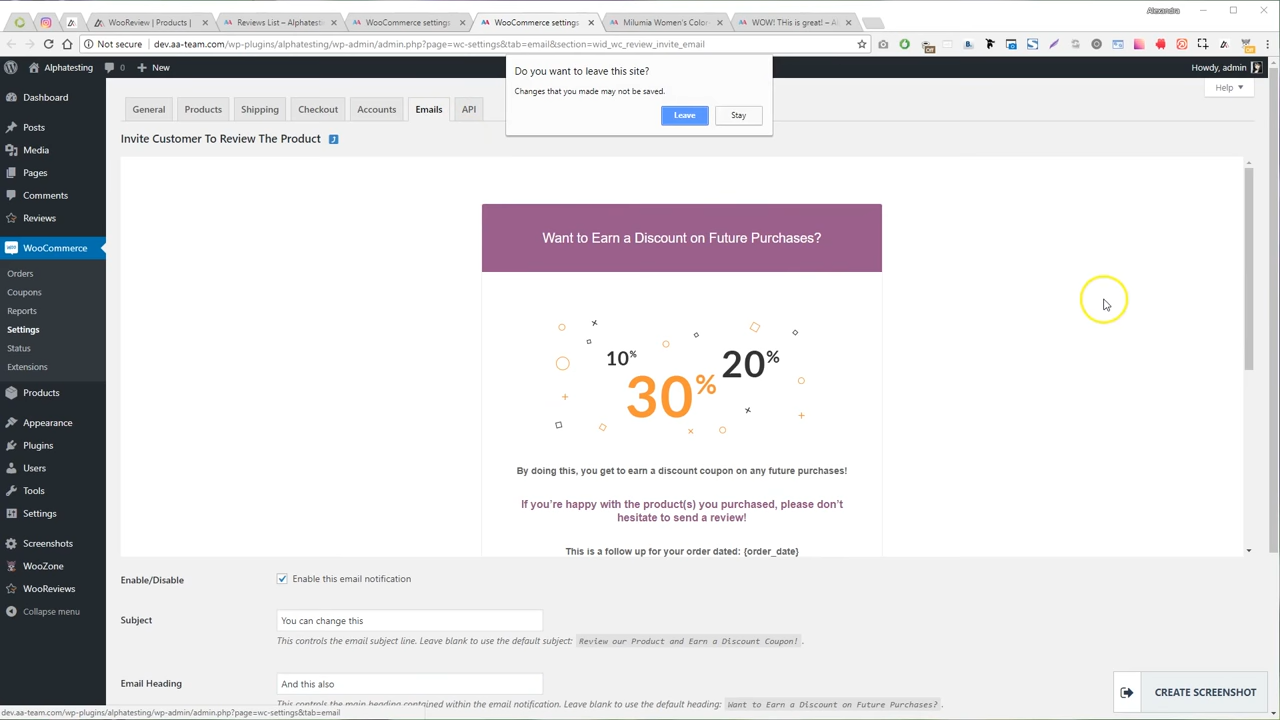 Alexandra
WooReview | Products |
Reviews List – Alphatesti
WooCommerce settings
WooCommerce settings
Milumia Women's Color
WOW! THis is great! – A
Not secure | dev.aa-team.com/wp-plugins/alphatesting/wp-admin/admin.php?page=wc-settings&tab=email&section=wid_wc_review_invite_email
Alphatesting 0 + New
Howdy, admin
Do you want to leave this site?
Changes that you made may not be saved.
Leave Stay
Help
Dashboard
Posts
Media
Pages
Comments
Reviews
WooCommerce
Orders
Coupons
Reports
Settings
Status
Extensions
Products
Appearance
Plugins
Users
Tools
Settings
Screenshots
WooZone
WooReviews
Collapse menu
General Products Shipping Checkout Accounts Emails API
Invite Customer To Review The Product
Want to Earn a Discount on Future Purchases?
10%
20%
30%
By doing this, you get to earn a discount coupon on any future purchases!
If you’re happy with the product(s) you purchased, please don’t
hesitate to send a review!
This is a follow up for your order dated: {order_date}
Enable/Disable Enable this email notification
Subject You can change this
This controls the email subject line. Leave blank to use the default subject: Review our Product and Earn a Discount Coupon! .
Email Heading And this also
This controls the main heading contained within the email notification. Leave blank to use the default heading: Want to Earn a Discount on Future Purchases? .
CREATE SCREENSHOT
dev.aa-team.com/wp-plugins/alphatesting/wp-admin/admin.php?page=wc-settings&tab=email